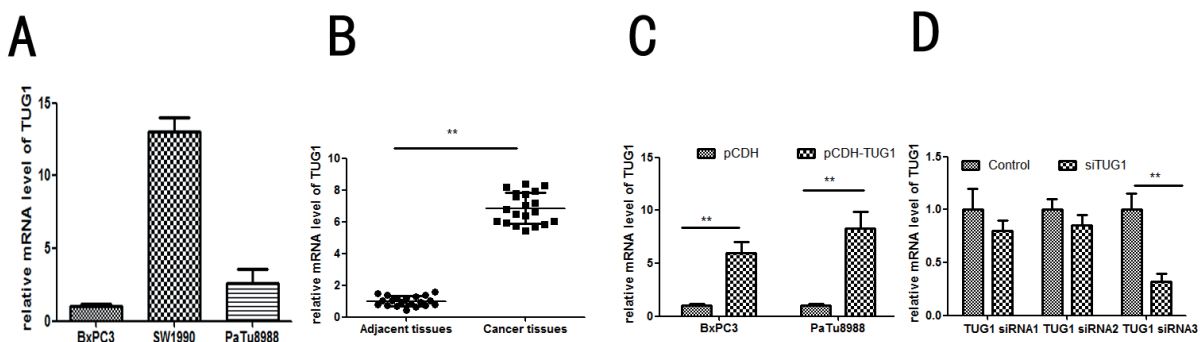 A
relative mRNA level of TUG1
15
10
5
0
BxPC3 SW1990 PaTu8988
B
relative mRNA level of TUG1
10
8
6
4
2
0
**
Adjacent tissues Cancer tissues
C
pCDH pCDH-TUG1
relative mRNA level of TUG1
15
10
5
0
**
**
BxPC3 PaTu8988
D
Control siTUG1
relative mRNA level of TUG1
1.5
1.0
0.5
0.0
**
TUG1 siRNA1 TUG1 siRNA2 TUG1 siRNA3